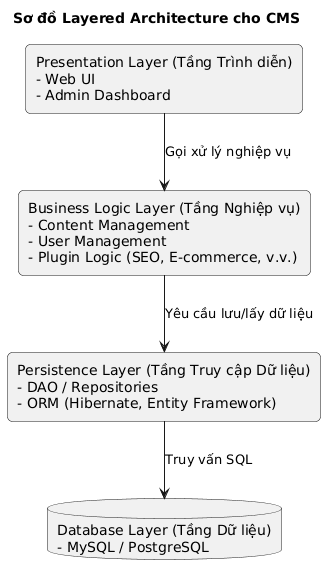 Sơ đồ Layered Architecture cho CMS
Presentation Layer (Tầng Trình diễn)
- Web UI
- Admin Dashboard
Gọi xử lý nghiệp vụ
Business Logic Layer (Tầng Nghiệp vụ)
- Content Management
- User Management
- Plugin Logic (SEO, E-commerce, v.v.)
Yêu cầu lưu/lấy dữ liệu
Persistence Layer (Tầng Truy cập Dữ liệu)
- DAO / Repositories
- ORM (Hibernate, Entity Framework)
Truy vấn SQL
Database Layer (Tầng Dữ liệu)
- MySQL / PostgreSQL